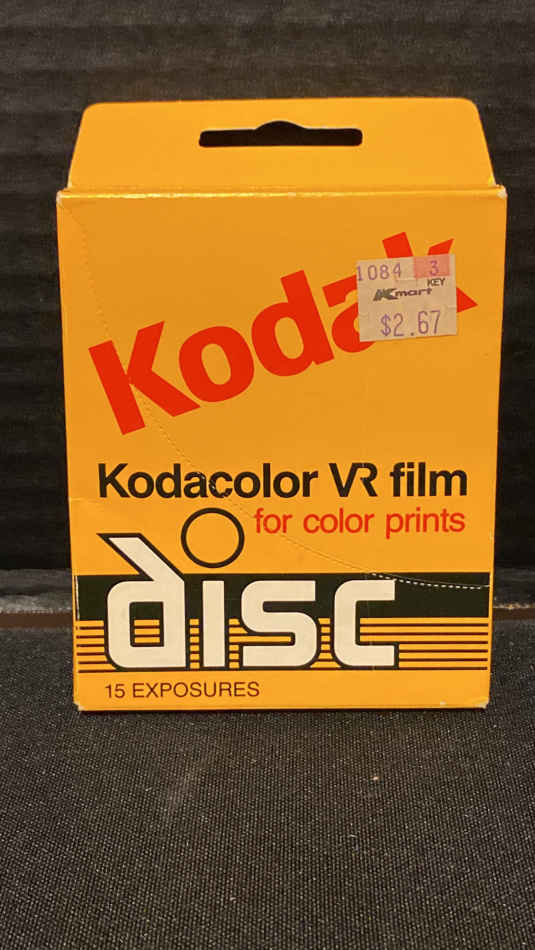 Kodak
1084 3
KEY
Kmart
$2.67
Kodacolor VR film
for color prints
disc
15 EXPOSURES